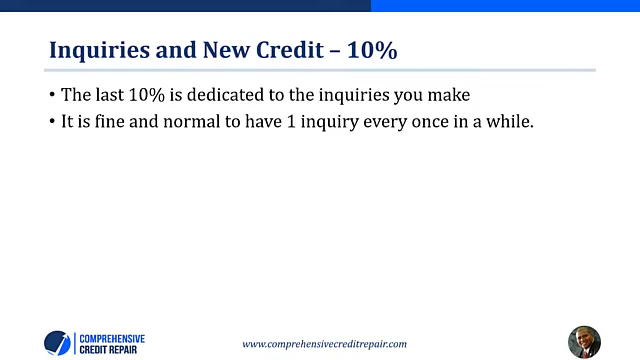 Inquiries and New Credit – 10%
• The last 10% is dedicated to the inquiries you make
• It is fine and normal to have 1 inquiry every once in a while.
COMPREHENSIVE
CREDIT REPAIR
www.comprehensivecreditrepair.com